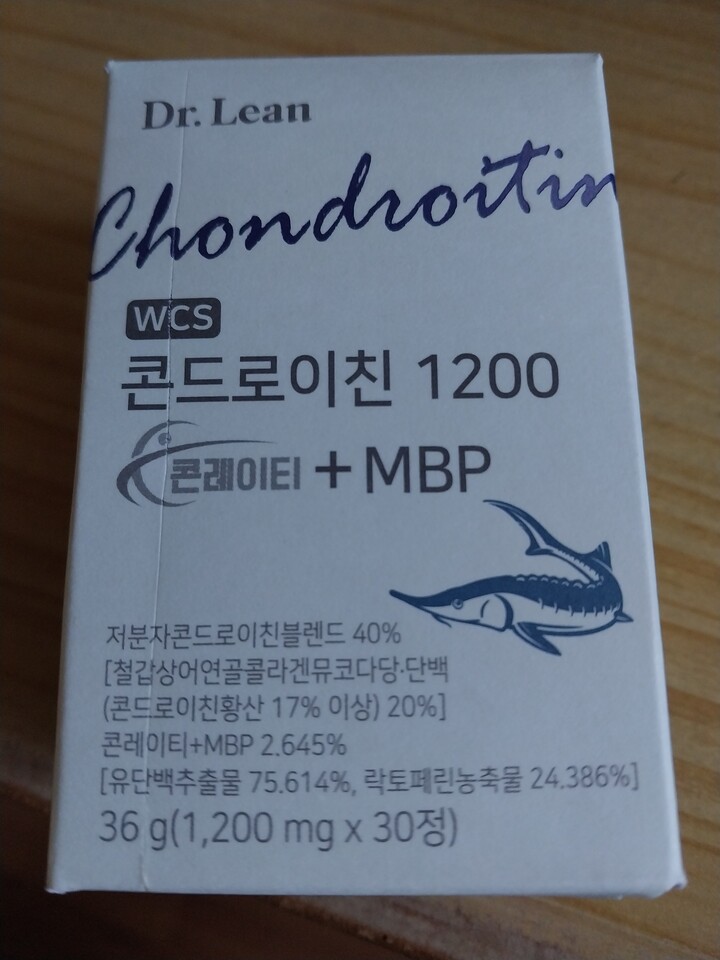 Dr. Lean
Chondroitin
WCS
콘드로이친 1200
콘레이티 + MBP
저분자콘드로이친블렌드 40%
[철갑상어연골콜라겐뮤코다당·단백
(콘드로이친황산 17% 이상) 20%]
콘레이티+MBP 2.645%
[유단백추출물 75.614%, 락토페린농축물 24.386%]
36 g(1,200 mg x 30정)